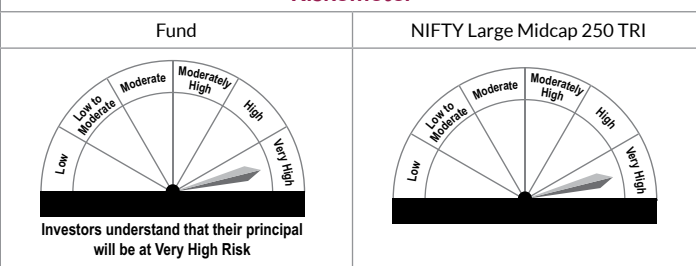 Fund
NIFTY Large Midcap 250 TRI
Low
Low to
Moderate
Moderate
Moderately
High
High
Very High
Low
Low to
Moderate
Moderate
Moderately
High
High
Very High
Investors understand that their principal
will be at Very High Risk